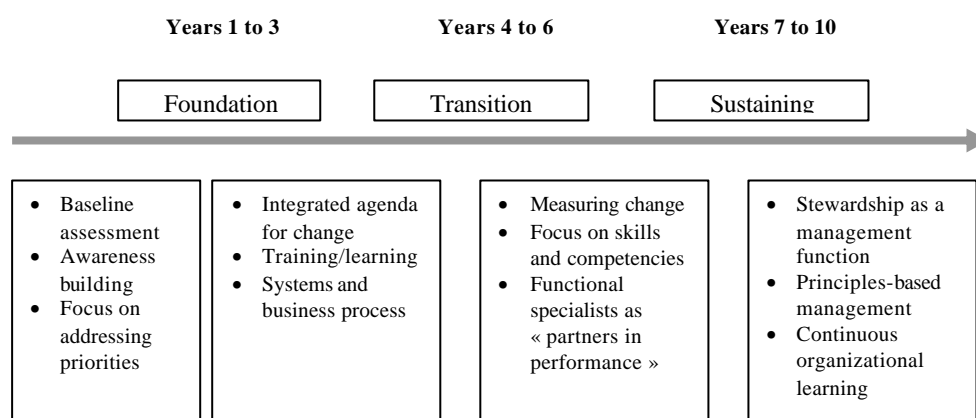 Years 1 to 3
Years 4 to 6
Years 7 to 10
Foundation
Transition
Sustaining
• Baseline
assessment
• Awareness
building
• Focus on
addressing
priorities
• Integrated agenda
for change
• Training/learning
• Systems and
business process
• Measuring change
• Focus on skills
and competencies
• Functional
specialists as
« partners in
performance »
• Stewardship as a
management
function
• Principles-based
management
• Continuous
organizational
learning